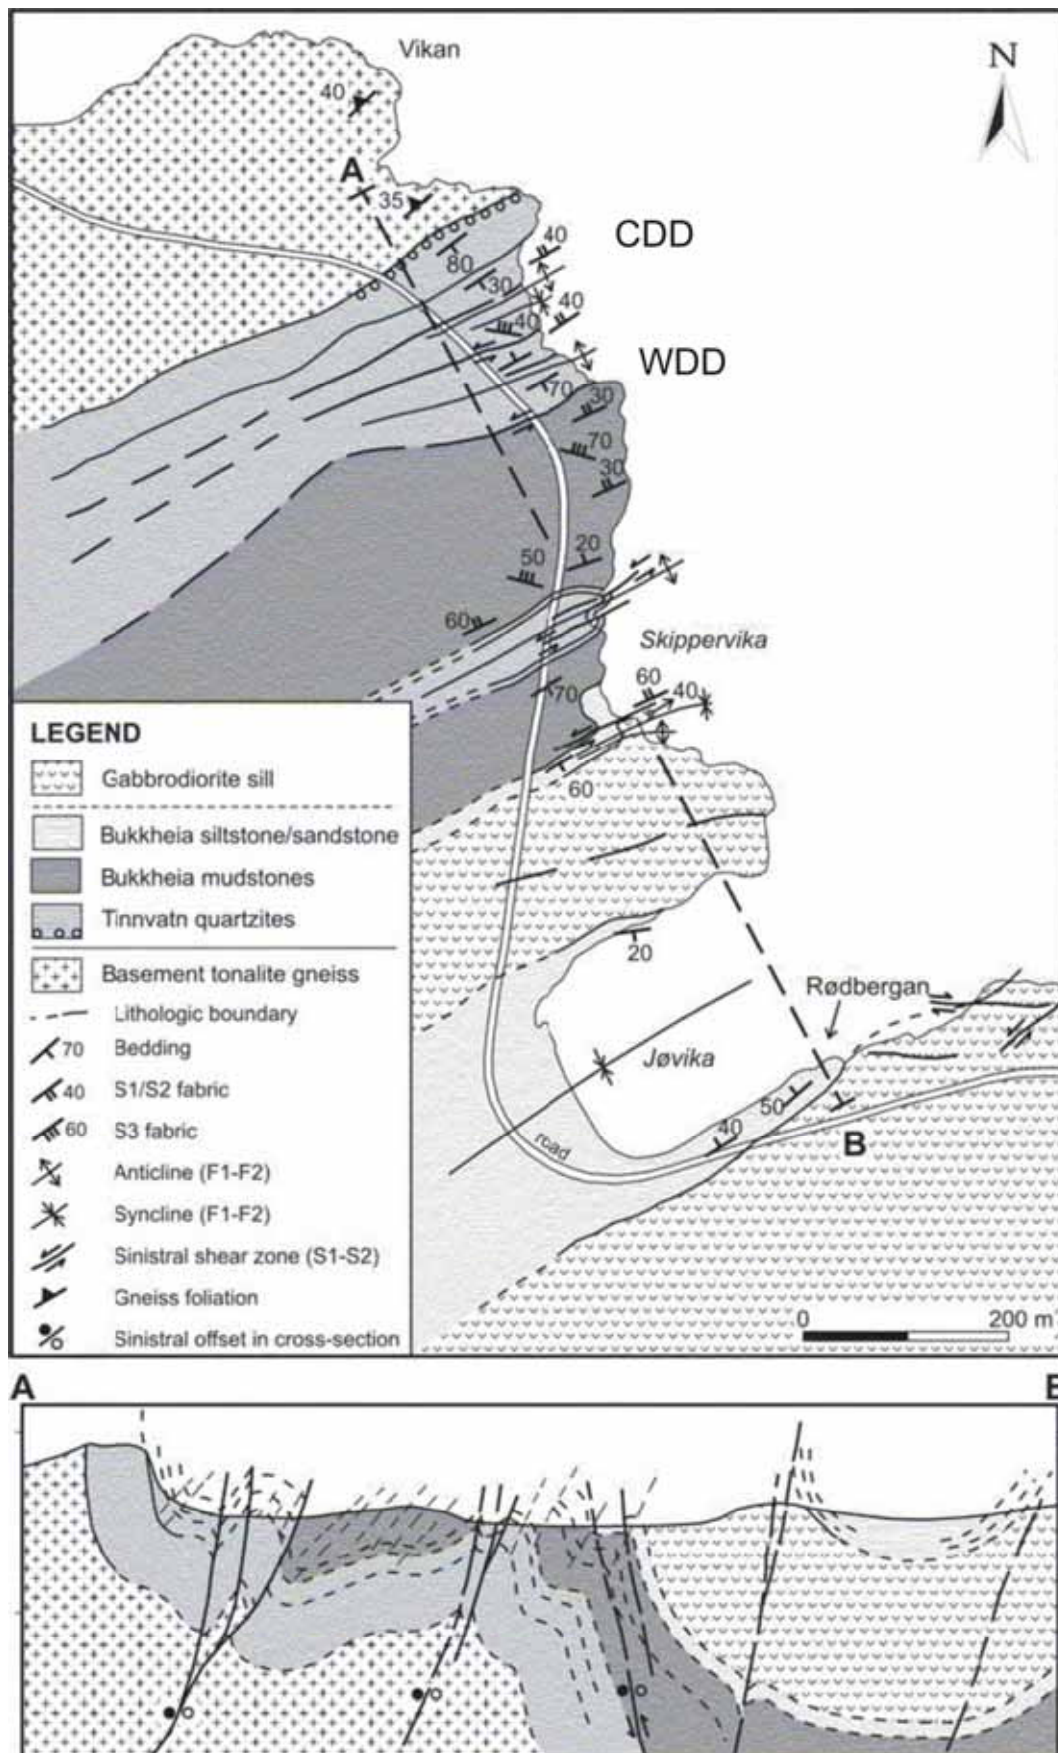 Vikan
N
40
A
35
CDD
40
80
30
40
40
WDD
70
30
70
30
20
50
60
Skippervika
60
40
70
60
LEGEND
Gabbrodiorite sill
Bukkheia siltstone/sandstone
Bukkheia mudstones
Tinnvatn quartzites
Basement tonalite gneiss
Lithologic boundary
70 Bedding
40 S1/S2 fabric
60 S3 fabric
Anticline (F1-F2)
Syncline (F1-F2)
Sinistral shear zone (S1-S2)
Gneiss foliation
Sinistral offset in cross-section
20
Rødbergan
Jøvika
50
40
road
B
0 200 m
A B